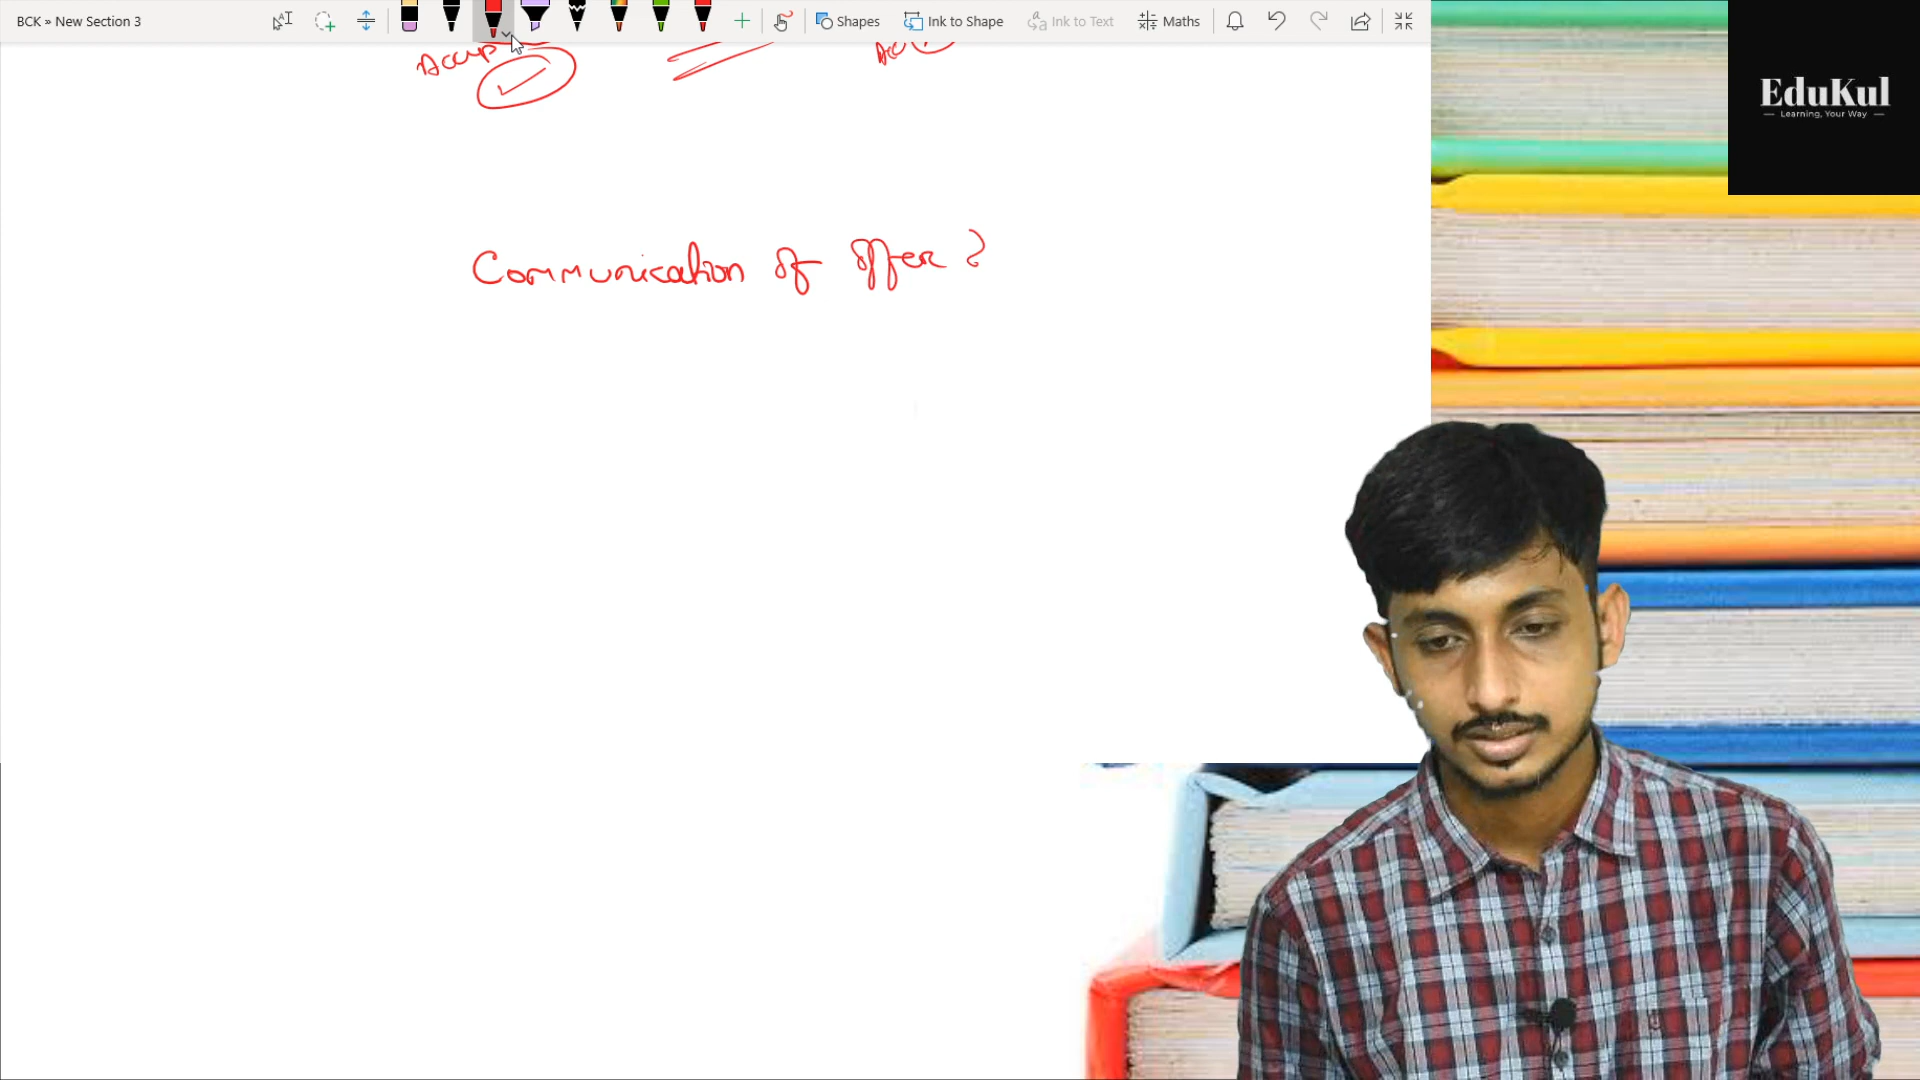 BCK » New Section 3
Shapes
Ink to Shape
Ink to Text
Maths
EduKul
Learning, Your Way
Communication of offer ?